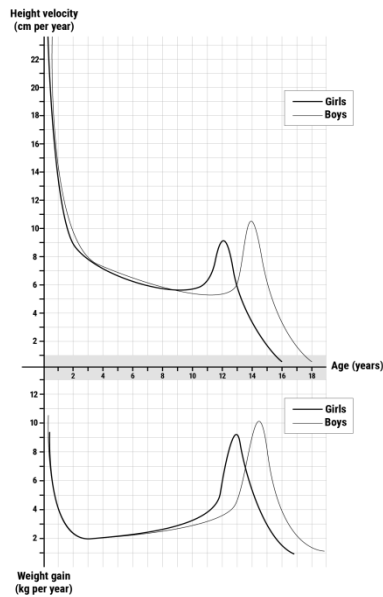 Height velocity
(cm per year)
22
20
18
16
14
12
10
8
6
4
2
Girls
Boys
Age (years)
2 4 6 8 10 12 14 16 18
12
10
8
6
4
2
Girls
Boys
Weight gain
(kg per year)